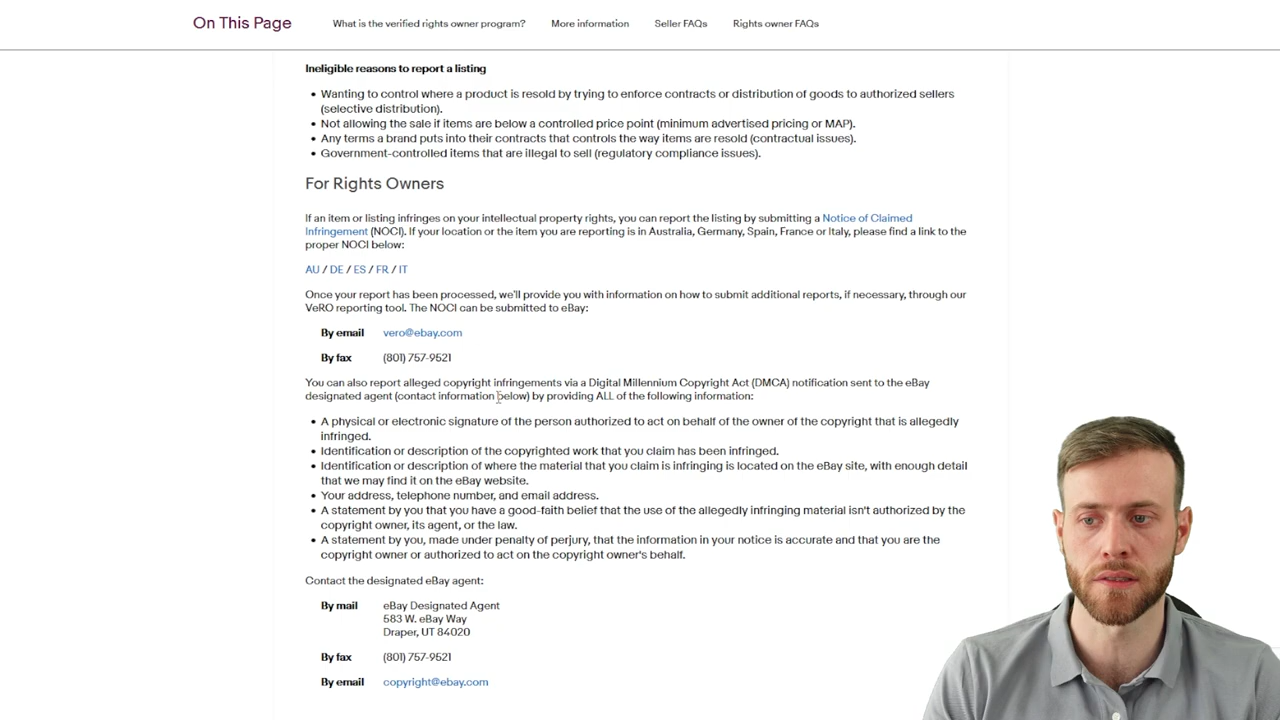 On This Page
What is the verified rights owner program?
More information
Seller FAQs
Rights owner FAQs
Ineligible reasons to report a listing
• Wanting to control where a product is resold by trying to enforce contracts or distribution of goods to authorized sellers
(selective distribution).
• Not allowing the sale if items are below a controlled price point (minimum advertised pricing or MAP).
• Any terms a brand puts into their contracts that controls the way items are resold (contractual issues).
• Government-controlled items that are illegal to sell (regulatory compliance issues).
For Rights Owners
If an item or listing infringes on your intellectual property rights, you can report the listing by submitting a Notice of Claimed
Infringement (NOCI). If your location or the item you are reporting is in Australia, Germany, Spain, France or Italy, please find a link to the
proper NOCI below:
AU / DE / ES / FR / IT
Once your report has been processed, we'll provide you with information on how to submit additional reports, if necessary, through our
VeRO reporting tool. The NOCI can be submitted to eBay:
By email vero@ebay.com
By fax (801) 757-9521
You can also report alleged copyright infringements via a Digital Millennium Copyright Act (DMCA) notification sent to the eBay
designated agent (contact information below) by providing ALL of the following information:
• A physical or electronic signature of the person authorized to act on behalf of the owner of the copyright that is allegedly
infringed.
• Identification or description of the copyrighted work that you claim has been infringed.
• Identification or description of where the material that you claim is infringing is located on the eBay site, with enough detail
that we may find it on the eBay website.
• Your address, telephone number, and email address.
• A statement by you that you have a good-faith belief that the use of the allegedly infringing material isn't authorized by the
copyright owner, its agent, or the law.
• A statement by you, made under penalty of perjury, that the information in your notice is accurate and that you are the
copyright owner or authorized to act on the copyright owner's behalf.
Contact the designated eBay agent:
By mail eBay Designated Agent
583 W. eBay Way
Draper, UT 84020
By fax (801) 757-9521
By email copyright@ebay.com